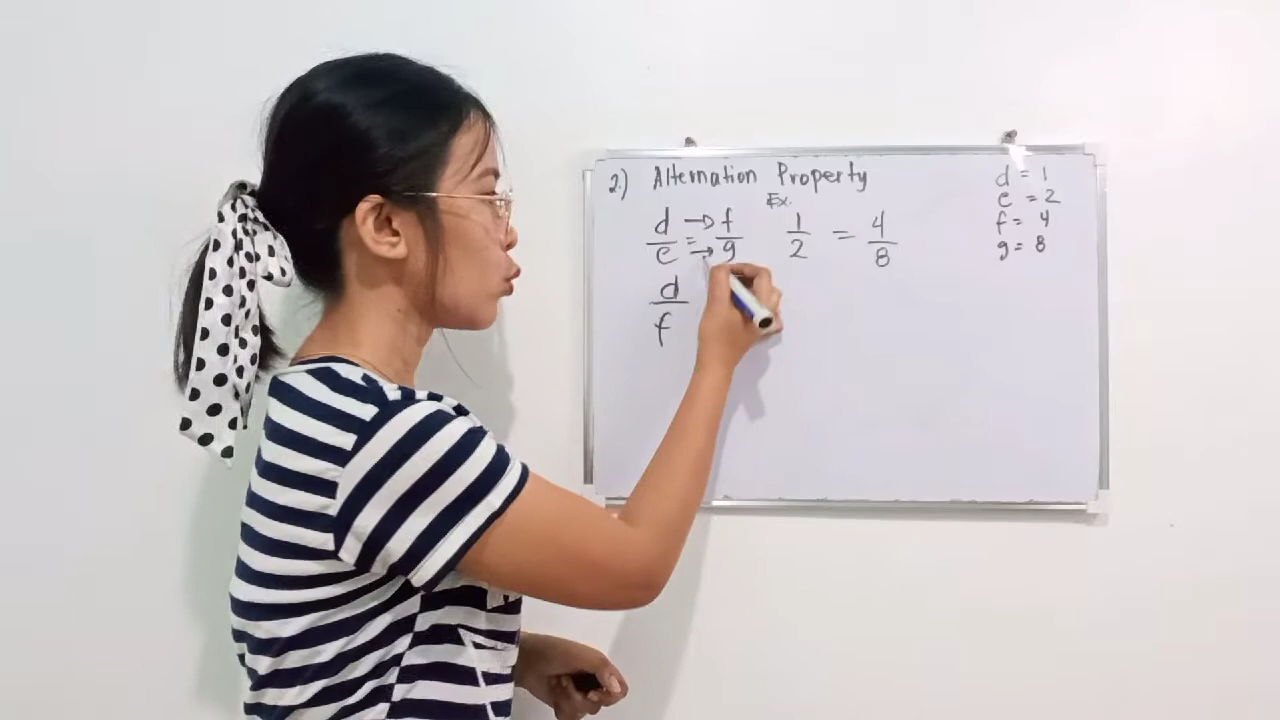 2.) Alternation Property
Ex.
d → f 1 4
— = — — = —
e → g 2 8
d
—
f
d = 1
e = 2
f = 4
g = 8